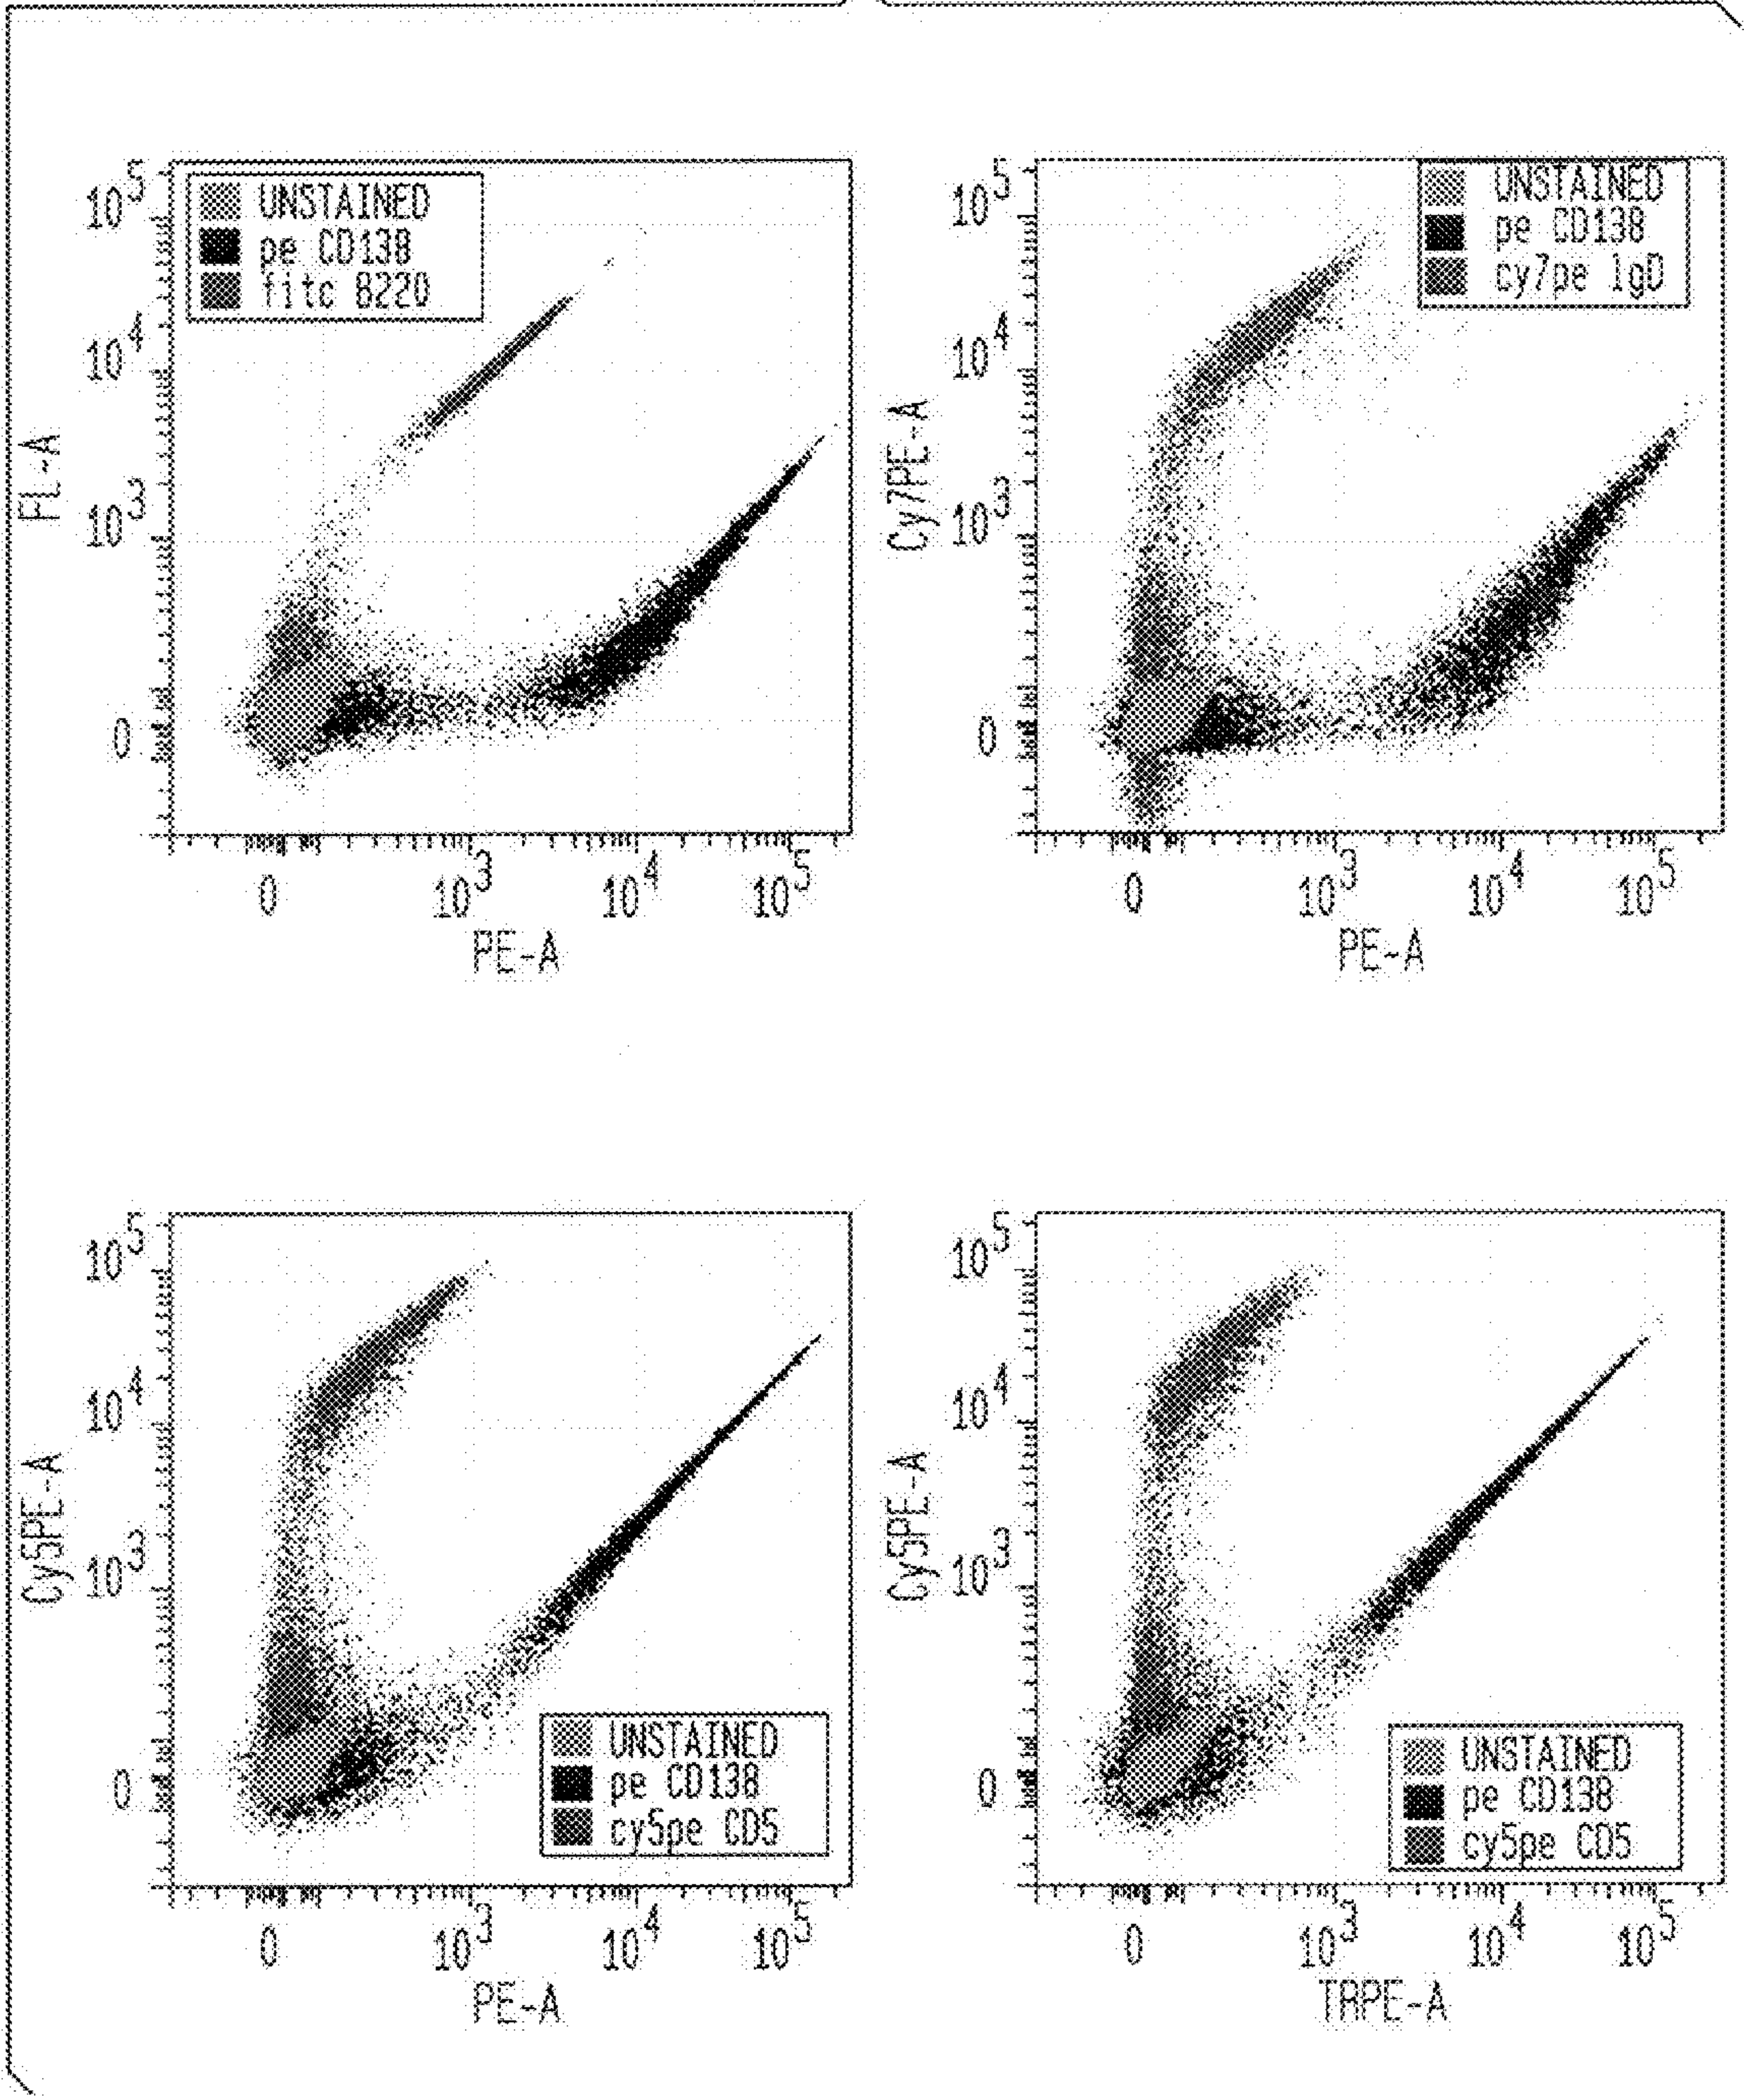 UNSTAINED
pe CD138
fitc B220
10^5
10^4
10^3
0
FL-A
0
10^3
10^4
10^5
PE-A
UNSTAINED
pe CD138
cy7pe IgD
10^5
10^4
10^3
0
Cy7PE-A
0
10^3
10^4
10^5
PE-A
10^5
10^4
10^3
0
Cy5PE-A
UNSTAINED
pe CD138
cy5pe CD5
0
10^3
10^4
10^5
PE-A
10^5
10^4
10^3
0
Cy5PE-A
UNSTAINED
pe CD138
cy5pe CD5
0
10^3
10^4
10^5
TRPE-A